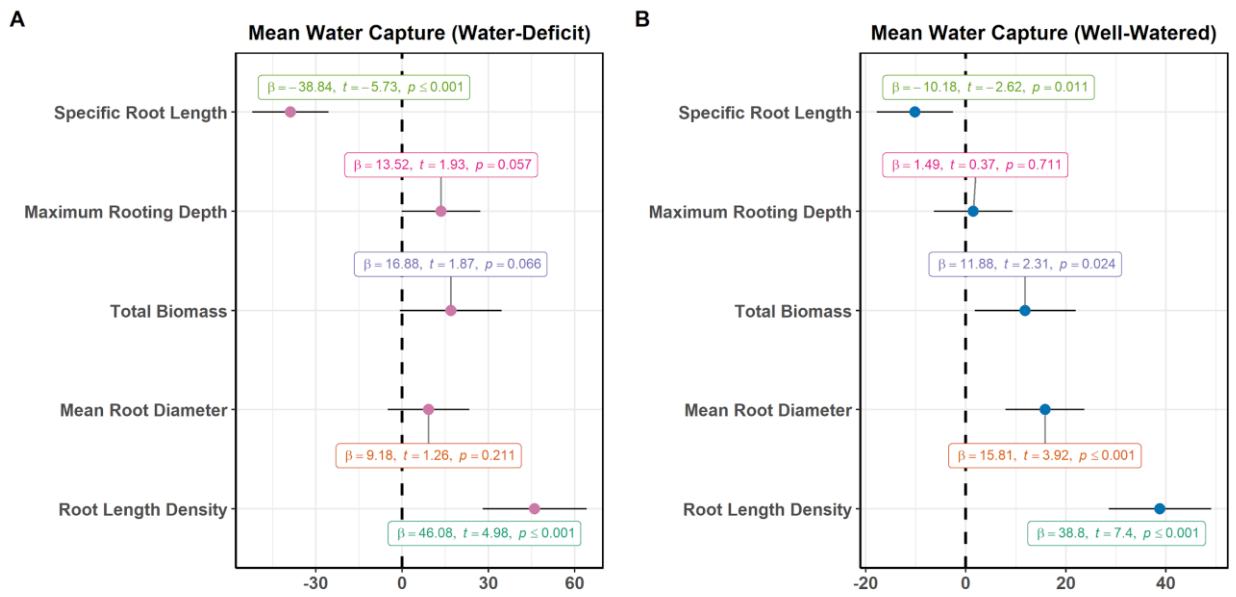 A
Mean Water Capture (Water-Deficit)
β = −38.84, t = −5.73, p ≤ 0.001
Specific Root Length
β = 13.52, t = 1.93, p = 0.057
Maximum Rooting Depth
β = 16.88, t = 1.87, p = 0.066
Total Biomass
Mean Root Diameter
β = 9.18, t = 1.26, p = 0.211
Root Length Density
β = 46.08, t = 4.98, p ≤ 0.001
-30 0 30 60
B
Mean Water Capture (Well-Watered)
β = −10.18, t = −2.62, p = 0.011
Specific Root Length
β = 1.49, t = 0.37, p = 0.711
Maximum Rooting Depth
β = 11.88, t = 2.31, p = 0.024
Total Biomass
Mean Root Diameter
β = 15.81, t = 3.92, p ≤ 0.001
Root Length Density
β = 38.8, t = 7.4, p ≤ 0.001
-20 0 20 40